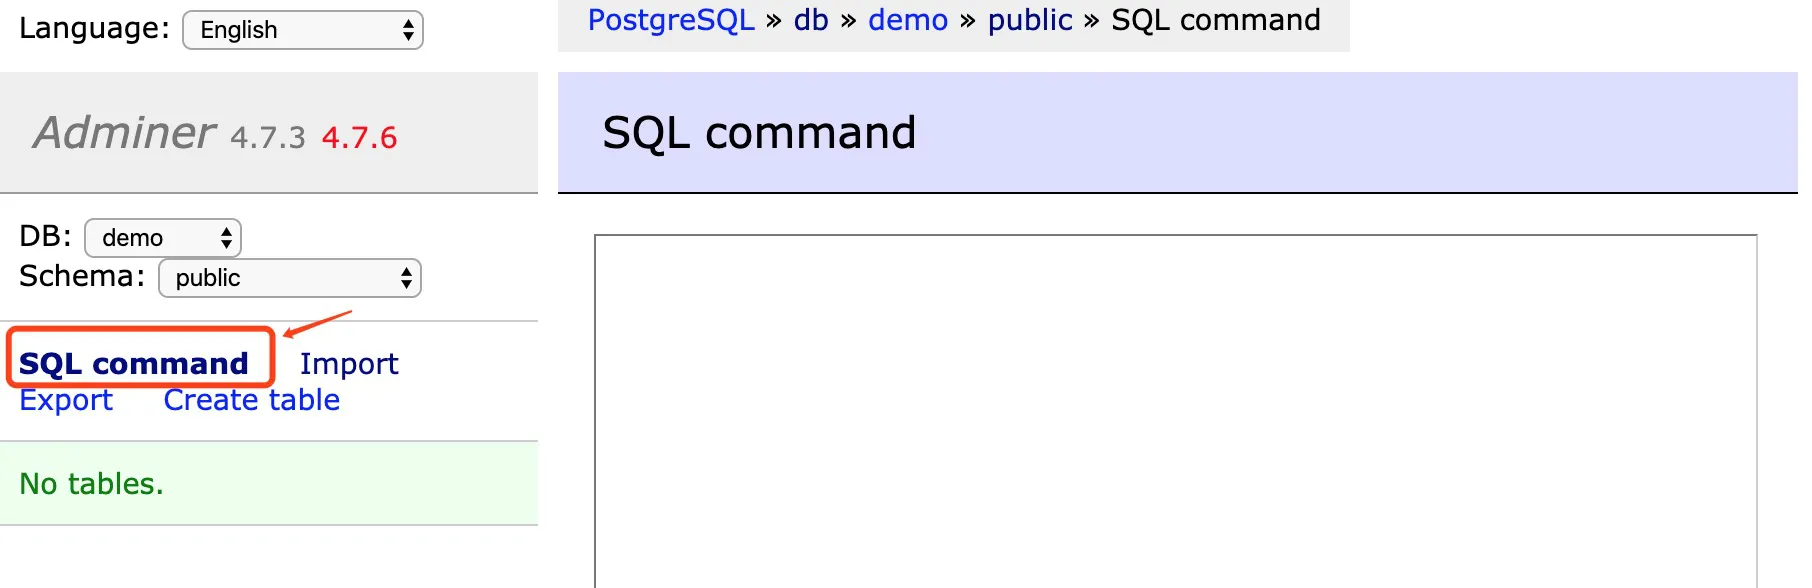 Language: English
PostgreSQL » db » demo » public » SQL command
Adminer 4.7.3 4.7.6
SQL command
DB: demo
Schema: public
SQL command Import
Export Create table
No tables.